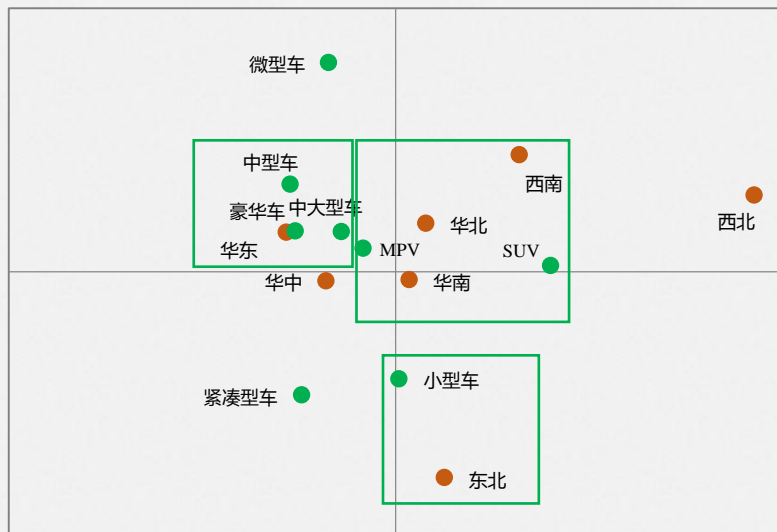 微型车
中型车
西南
豪华车 中大型车
西北
华北
华东
MPV
SUV
华中
华南
小型车
紧凑型车
东北